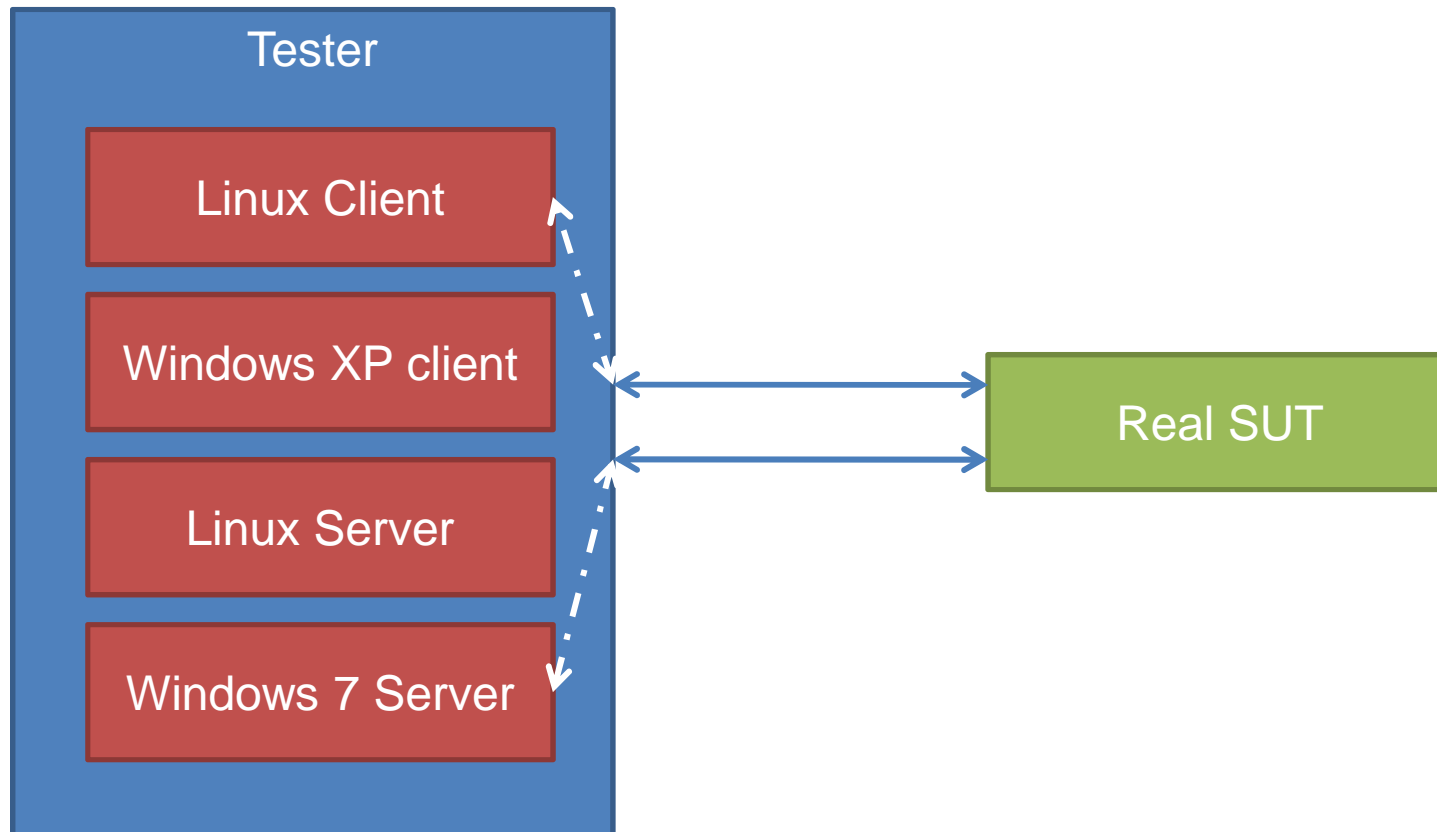 Tester
Linux Client
Windows XP client
Linux Server
Windows 7 Server
Real SUT